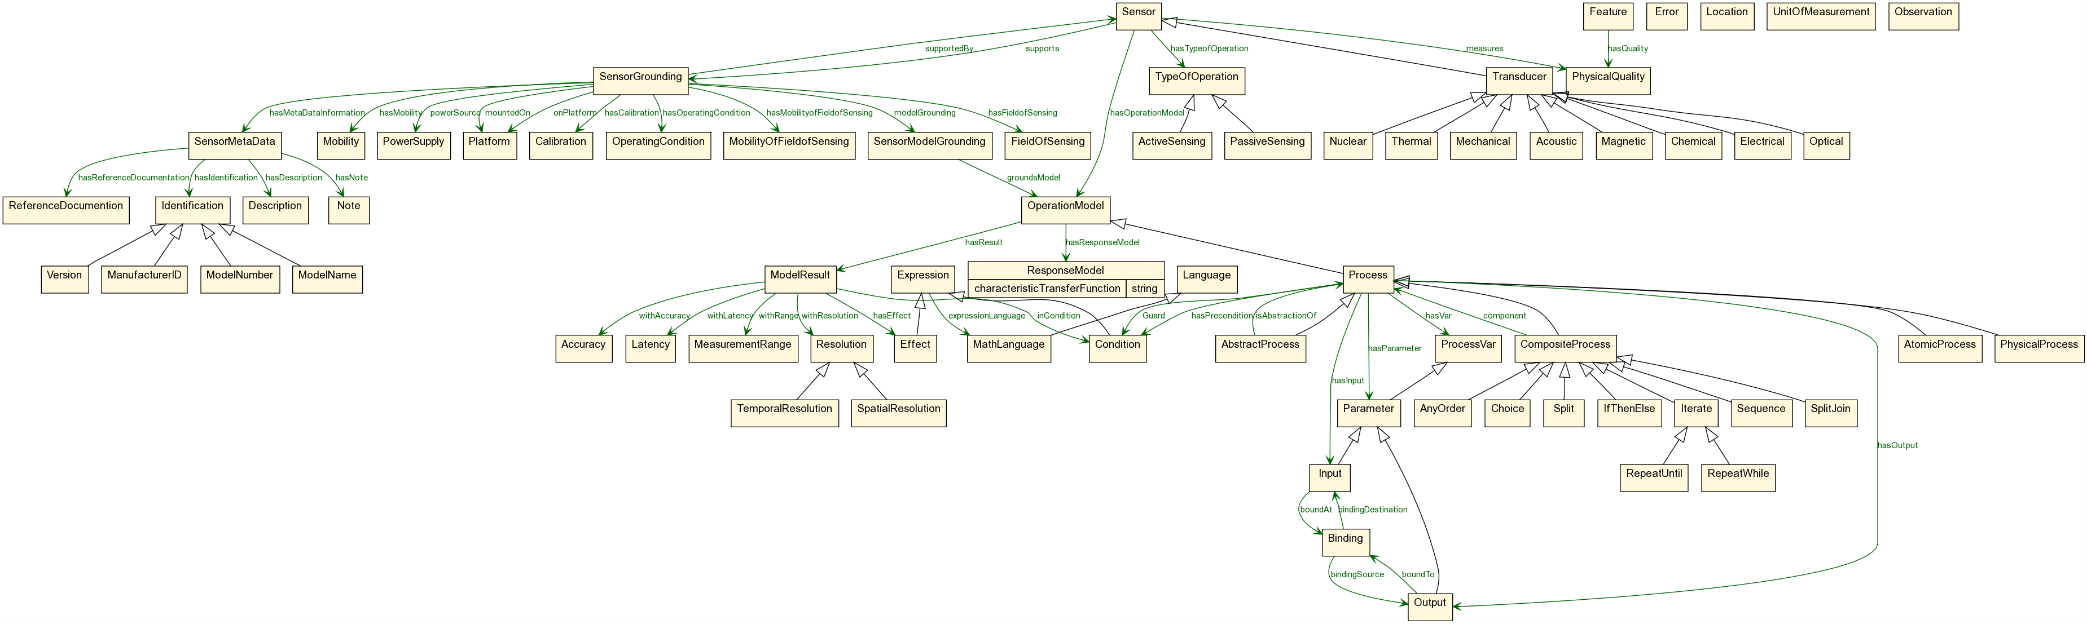 Sensor
Feature
Error
Location
UnitOfMeasurement
Observation
supportedBy
supports
hasTypeofOperation
measures
hasQuality
SensorGrounding
TypeOfOperation
Transducer
PhysicalQuality
hasMetaDataInformation
hasMobility
powerSource
mountedOn
onPlatform
hasCalibration
hasOperatingCondition
hasMobilityofFieldofSensing
modelGrounding
hasFieldofSensing
hasOperationModel
SensorMetaData
Mobility
PowerSupply
Platform
Calibration
OperatingCondition
MobilityOfFieldofSensing
SensorModelGrounding
FieldOfSensing
ActiveSensing
PassiveSensing
Nuclear
Thermal
Mechanical
Acoustic
Magnetic
Chemical
Electrical
Optical
hasReferenceDocumentation
hasIdentification
hasDescription
hasNote
groundsModel
ReferenceDocumention
Identification
Description
Note
OperationModel
hasResult
hasResponseModel
Version
ManufacturerID
ModelNumber
ModelName
ModelResult
Expression
ResponseModel
characteristicTransferFunction
string
Language
Process
withAccuracy
withLatency
withRange
withResolution
hasEffect
expressionLanguage
inCondition
Guard
hasPrecondition
isAbstractionOf
hasVar
component
Accuracy
Latency
MeasurementRange
Resolution
Effect
MathLanguage
Condition
AbstractProcess
ProcessVar
CompositeProcess
AtomicProcess
PhysicalProcess
hasParameter
hasInput
TemporalResolution
SpatialResolution
Parameter
AnyOrder
Choice
Split
IfThenElse
Iterate
Sequence
SplitJoin
hasOutput
Input
RepeatUntil
RepeatWhile
boundAt
bindingDestination
Binding
bindingSource
boundTo
Output